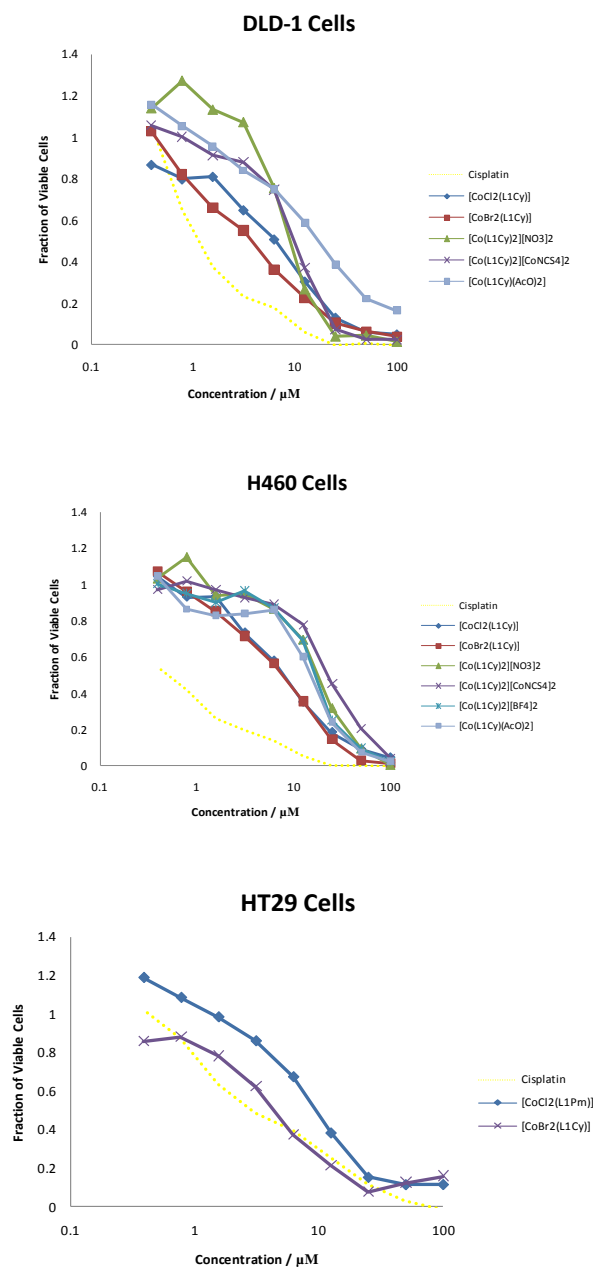 DLD-1 Cells
1.4
1.2
1
0.8
0.6
0.4
0.2
0
Fraction of Viable Cells
0.1
1
10
100
Concentration / µM
Cisplatin
[CoCl2(L1Cy)]
[CoBr2(L1Cy)]
[Co(L1Cy)2][NO3]2
[Co(L1Cy)2][CoNCS4]2
[Co(L1Cy)(AcO)2]
H460 Cells
1.4
1.2
1
0.8
0.6
0.4
0.2
0
Fraction of Viable Cells
0.1
1
10
100
Concentration / µM
Cisplatin
[CoCl2(L1Cy)]
[CoBr2(L1Cy)]
[Co(L1Cy)2][NO3]2
[Co(L1Cy)2][CoNCS4]2
[Co(L1Cy)2][BF4]2
[Co(L1Cy)(AcO)2]
HT29 Cells
1.4
1.2
1
0.8
0.6
0.4
0.2
0
Fraction of Viable Cells
0.1
1
10
100
Concentration / µM
Cisplatin
[CoCl2(L1Pm)]
[CoBr2(L1Cy)]